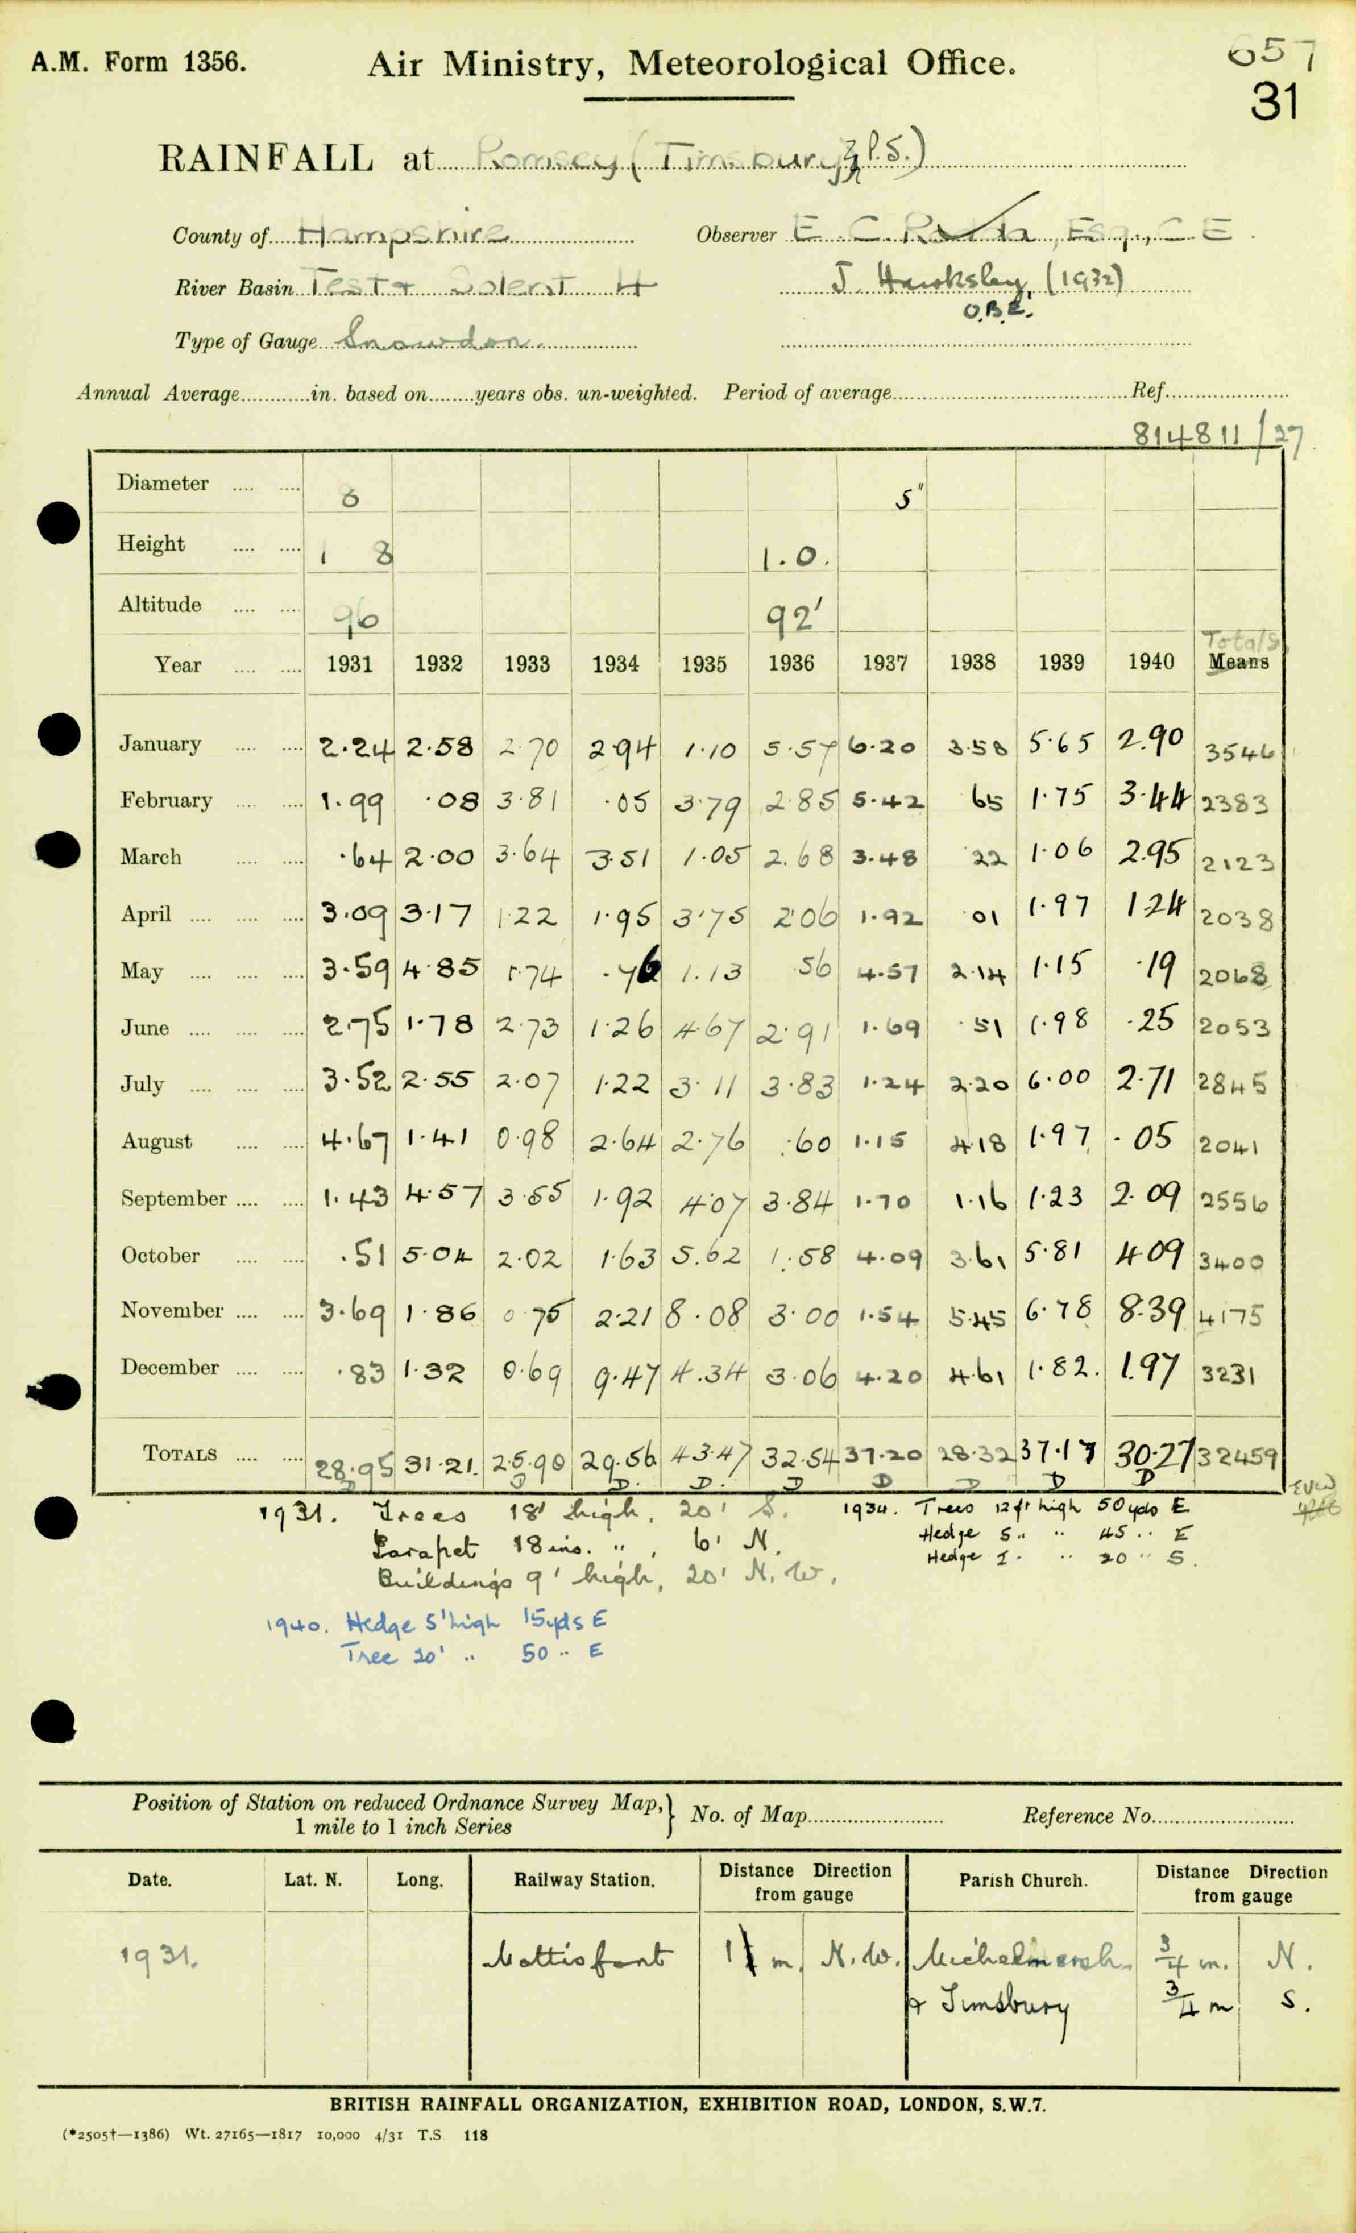 A.M. Form 1356. Air Ministry, Meteorological Office. 657
31
RAINFALL at Romsey (Timsbury P.S.)
County of Hampshire Observer E. C. Esq., C E
River Basin Test & Solent H J. Hawksley, (1932)
O.B.E.
Type of Gauge Snowdon
Annual Average in. based on years obs. un-weighted. Period of average Ref.
814811/27
Diameter 8 5"
Height 1 8 1.0.
Altitude 96 92'
Totals
Year 1931 1932 1933 1934 1935 1936 1937 1938 1939 1940 Means
January 2.24 2.58 2.70 2.94 1.10 5.57 6.20 3.58 5.65 2.90 3546
February 1.99 .08 3.81 .05 3.79 2.85 5.42 65 1.75 3.44 2383
March .64 2.00 3.64 3.51 1.05 2.68 3.48 22 1.06 2.95 2123
April 3.09 3.17 1.22 1.95 3.75 2.06 1.92 01 1.97 1.24 2038
May 3.59 4.85 1.74 .76 1.13 56 4.57 2.14 1.15 .19 2068
June 2.75 1.78 2.73 1.26 4.67 2.91 1.69 .51 1.98 .25 2053
July 3.52 2.55 2.07 1.22 3.11 3.83 1.24 2.20 6.00 2.71 2845
August 4.67 1.41 0.98 2.64 2.76 .60 1.15 4.18 1.97 .05 2041
September 1.43 4.57 3.55 1.92 4.07 3.84 1.70 1.16 1.23 2.09 2556
October .51 5.04 2.02 1.63 5.62 1.58 4.09 3.61 5.81 4.09 3400
November 3.69 1.86 0.75 2.21 8.08 3.00 1.54 5.45 6.78 8.39 4175
December .83 1.32 0.69 9.47 4.34 3.06 4.20 4.61 1.82. 1.97 3231
TOTALS 28.95 31.21. 25.90 29.56 43.47 32.54 37.20 28.32 37.17 30.27 32459
D D D. D. D D D D D
1931. Trees 18' high, 20' S. 1934. Trees 12 ft high 50 yds E
Parapet 18 ins. ", 6' N. Hedge 5 " " 45 " E
Buildings 9' high, 20' N.W. Hedge 2 " " 20 " S.
1940. Hedge 5' high 15 yds E
Tree 20' " 50 " E
Position of Station on reduced Ordnance Survey Map,} No. of Map Reference No.
1 mile to 1 inch Series
Date. Lat. N. Long. Railway Station. Distance Direction from gauge Parish Church. Distance Direction from gauge
1931. Mottisfont 1 m. N.W. Michelmersh 3/4 m. N.
& Timsbury 3/4 m S.
BRITISH RAINFALL ORGANIZATION, EXHIBITION ROAD, LONDON, S.W.7.
(*2505†—1386) Wt. 27165—1817 10,000 4/31 T.S. 118